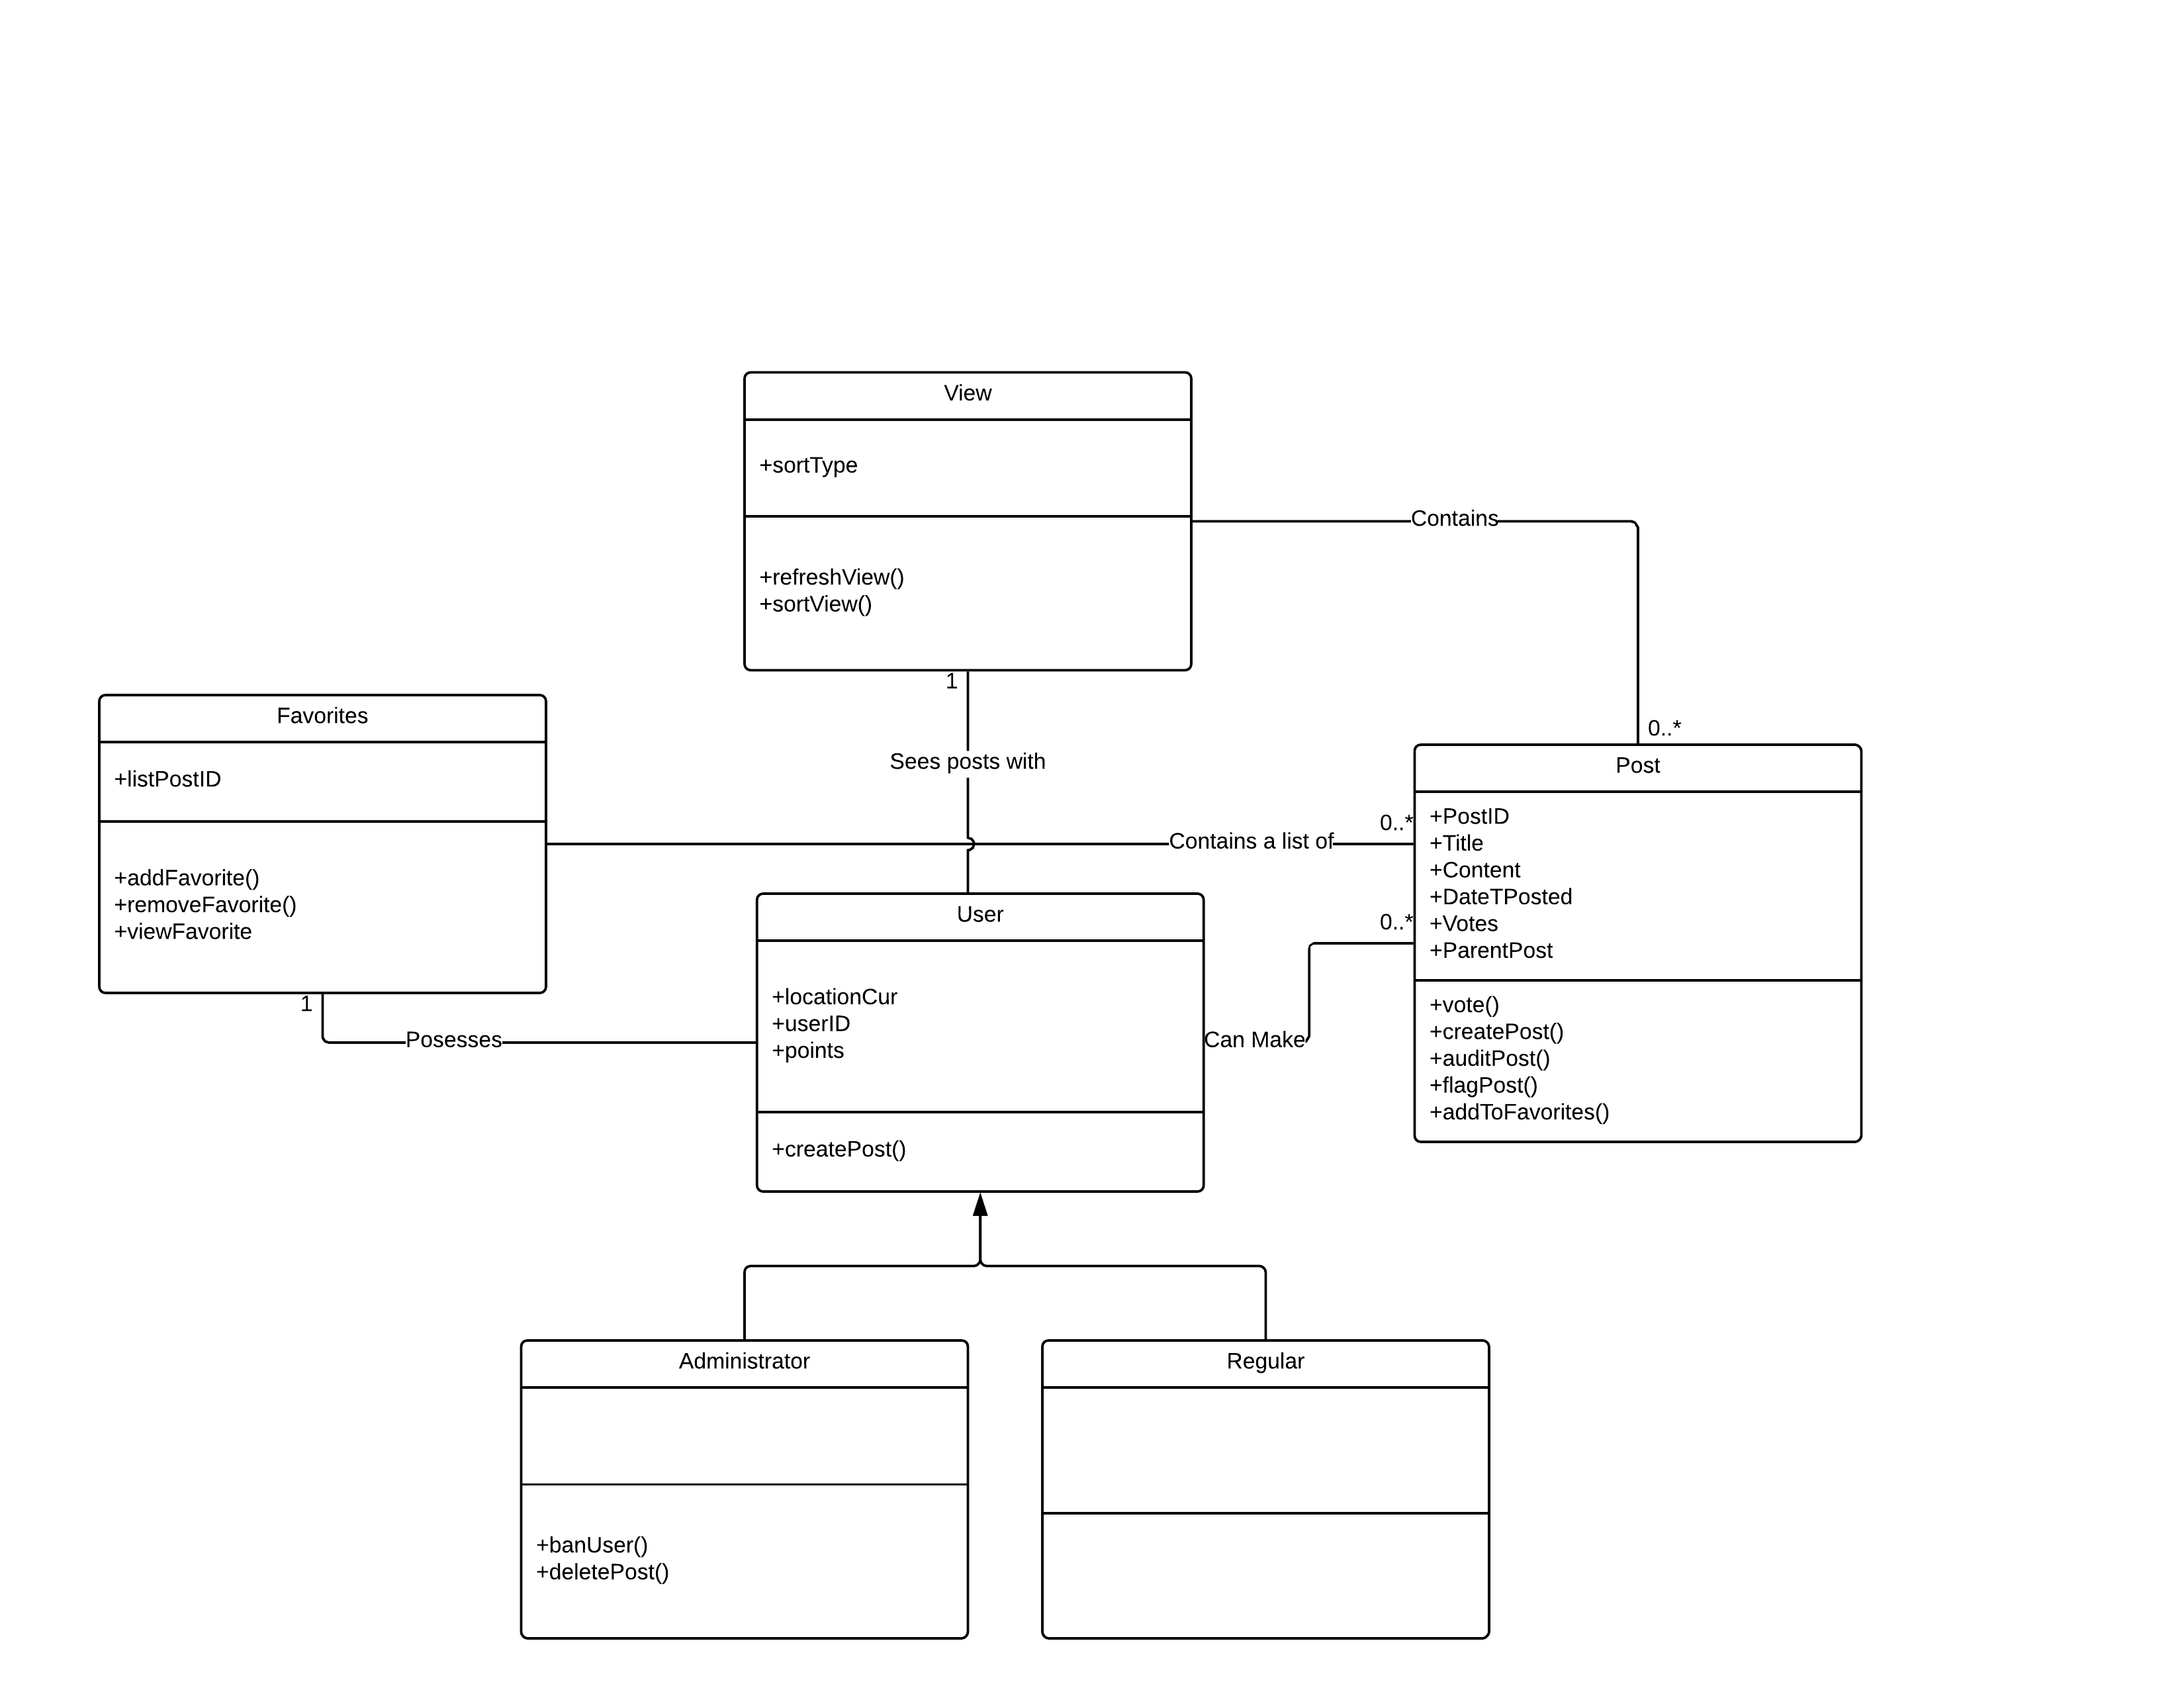 View
+sortType
+refreshView()
+sortView()
Contains
0..*
1
Sees posts with
Favorites
+listPostID
+addFavorite()
+removeFavorite()
+viewFavorite
1
Posesses
Contains a list of
0..*
Post
+PostID
+Title
+Content
+DateTPosted
+Votes
+ParentPost
+vote()
+createPost()
+auditPost()
+flagPost()
+addToFavorites()
0..*
Can Make
User
+locationCur
+userID
+points
+createPost()
Administrator
+banUser()
+deletePost()
Regular